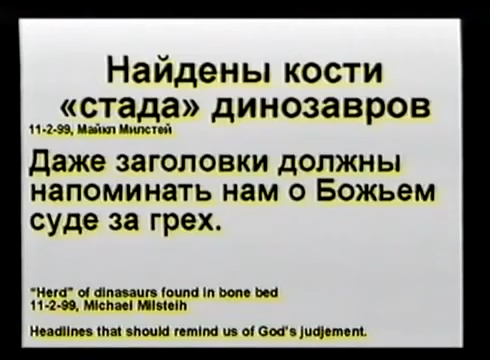 Найдены кости
«стада» динозавров
11-2-99, Майкл Милстей
Даже заголовки должны
напоминать нам о Божьем
суде за грех.
“Herd” of dinasaurs found in bone bed
11-2-99, Michael Milsteih
Headlines that should remind us of God’s judgement.